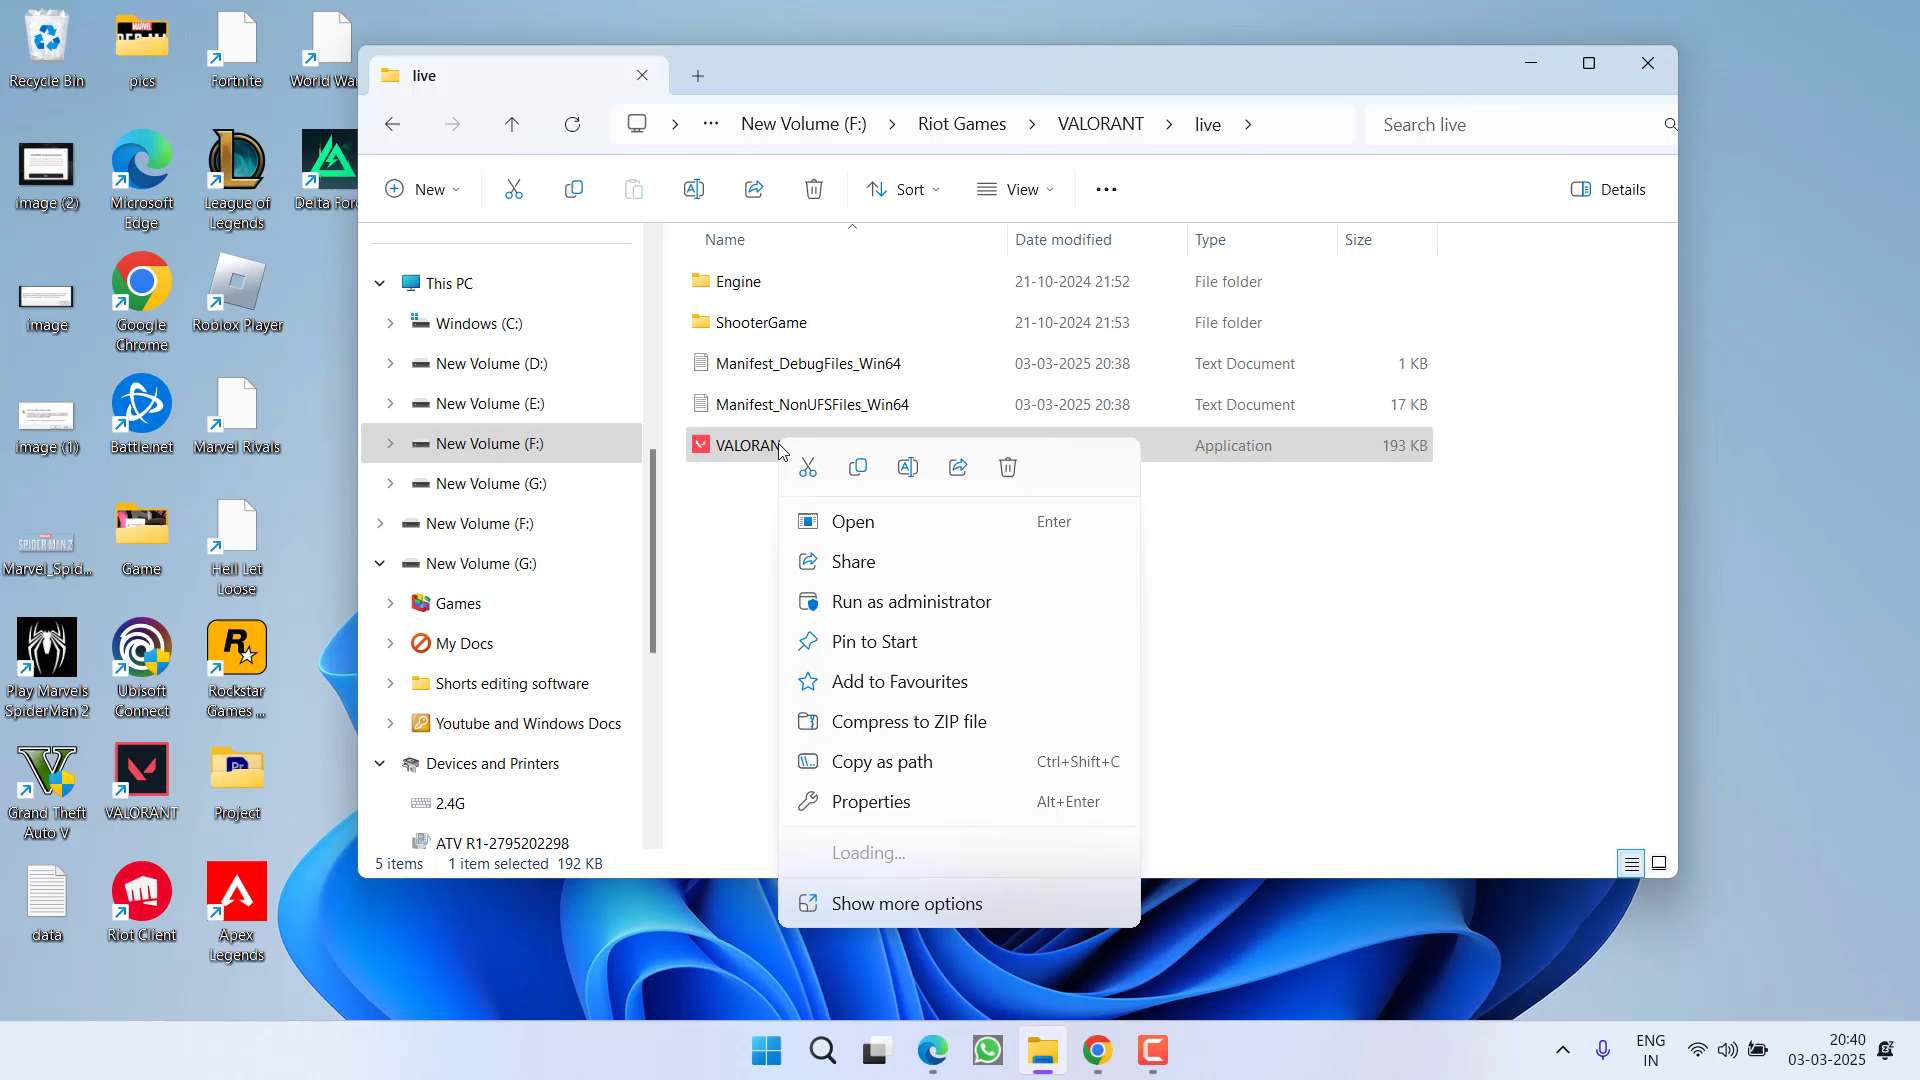 Recycle Bin
pics
Fortnite
World Wa
image (2)
Microsoft
Edge
League of
Legends
Delta For
image
Google
Chrome
Roblox Player
image (1)
Battle.net
Marvel Rivals
SPIDER-MAN 2
Marvel_Spid...
Game
Hell Let
Loose
Play Marvels
SpiderMan 2
Ubisoft
Connect
Rockstar
Games ...
Grand Theft
Auto V
VALORANT
Project
data
Riot Client
Apex
Legends
live
New Volume (F:)
Riot Games
VALORANT
live
Search live
New
Sort
View
Details
This PC
Windows (C:)
New Volume (D:)
New Volume (E:)
New Volume (F:)
New Volume (G:)
New Volume (F:)
New Volume (G:)
Games
My Docs
Shorts editing software
Youtube and Windows Docs
Devices and Printers
2.4G
ATV R1-2795202298
Name Date modified Type Size
Engine 21-10-2024 21:52 File folder
ShooterGame 21-10-2024 21:53 File folder
Manifest_DebugFiles_Win64 03-03-2025 20:38 Text Document 1 KB
Manifest_NonUFSFiles_Win64 03-03-2025 20:38 Text Document 17 KB
VALORAN Application 193 KB
Open Enter
Share
Run as administrator
Pin to Start
Add to Favourites
Compress to ZIP file
Copy as path Ctrl+Shift+C
Properties Alt+Enter
Loading...
Show more options
5 items 1 item selected 192 KB
ENG
IN
20:40
03-03-2025